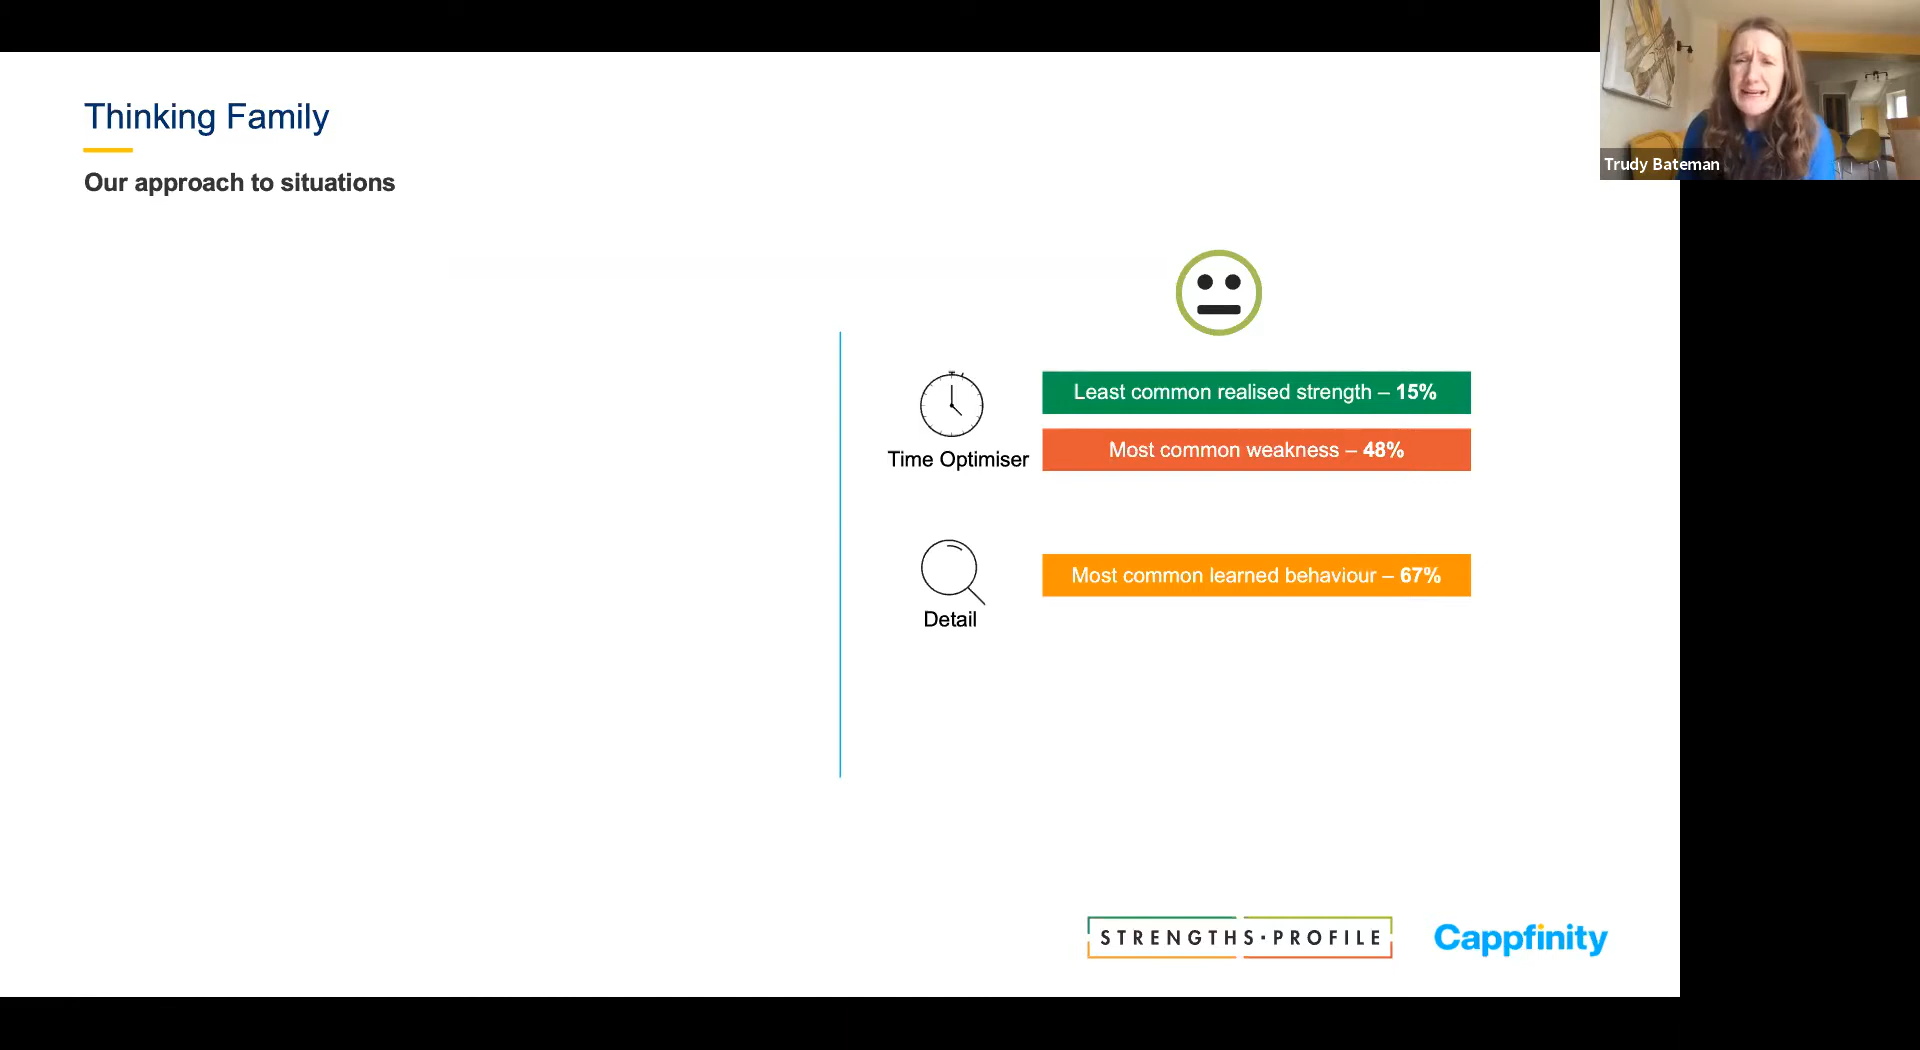 Thinking Family
Our approach to situations
Trudy Bateman
Least common realised strength – 15%
Most common weakness – 48%
Time Optimiser
Most common learned behaviour – 67%
Detail
STRENGTHS·PROFILE
Cappfinity